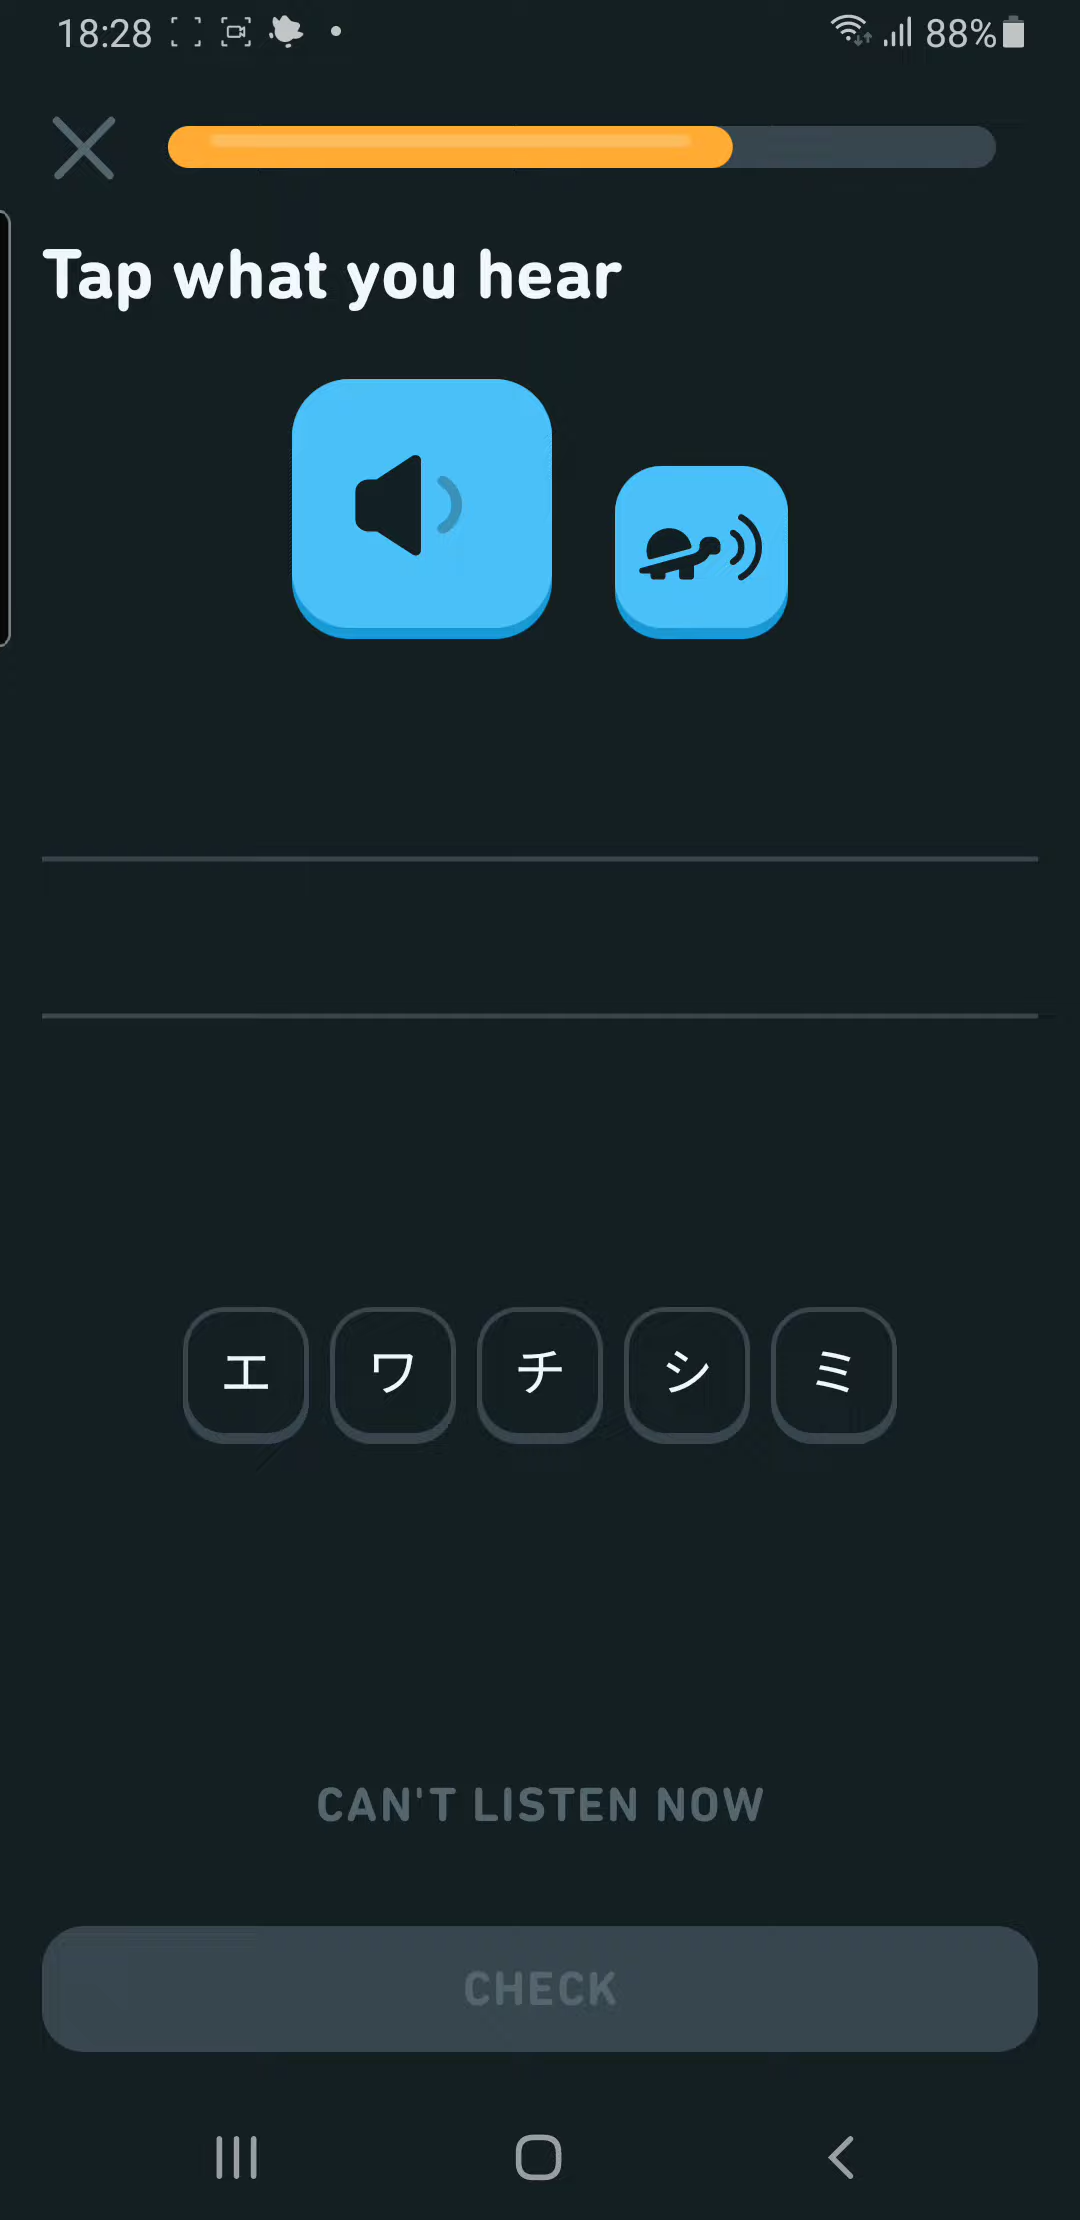 18:28
88%
Tap what you hear
エ ワ チ シ ミ
CAN'T LISTEN NOW
CHECK